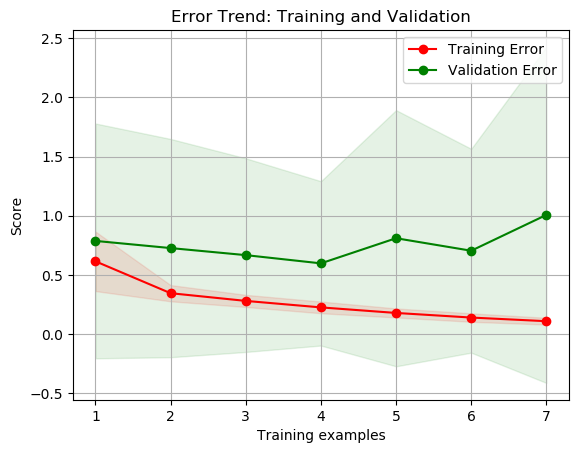 Error Trend: Training and Validation
Training Error
Validation Error
2.5
2.0
1.5
1.0
0.5
0.0
−0.5
Score
1 2 3 4 5 6 7
Training examples